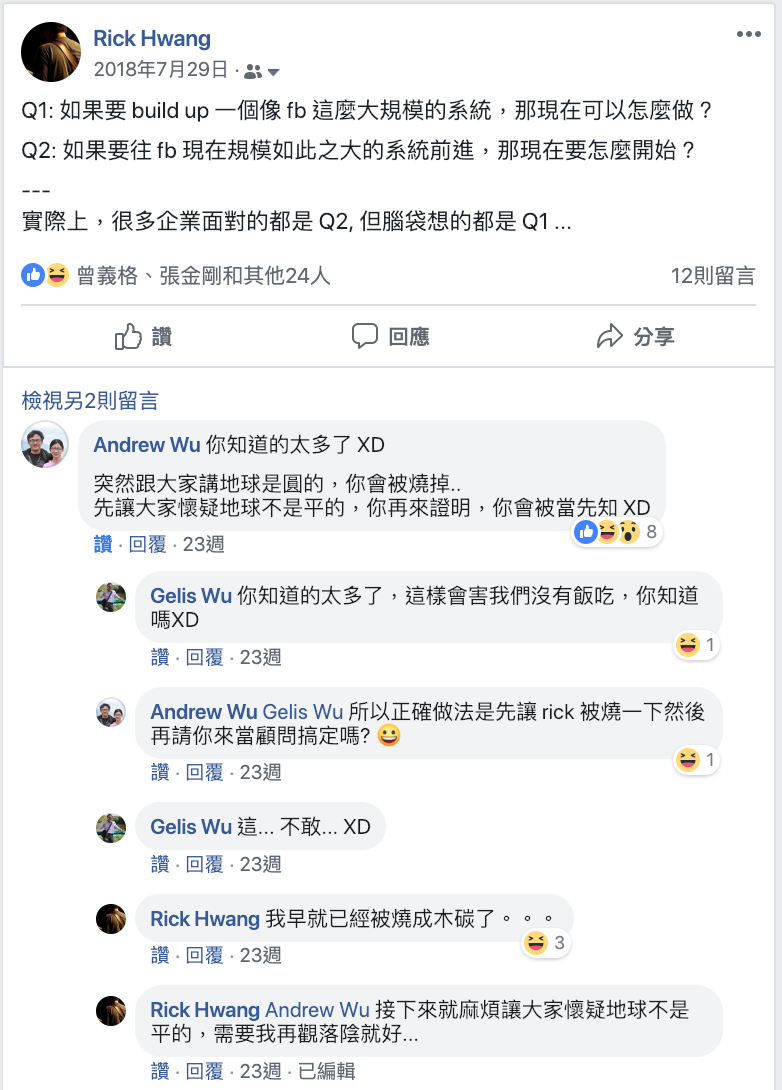 Rick Hwang
2018年7月29日 ·
Q1: 如果要 build up 一個像 fb 這麼大規模的系統，那現在可以怎麼做？
Q2: 如果要往 fb 現在規模如此之大的系統前進，那現在要怎麼開始？
---
實際上，很多企業面對的都是 Q2, 但腦袋想的都是 Q1 ...
曾義格、張金剛和其他24人
12則留言
讚
回應
分享
檢視另2則留言
Andrew Wu 你知道的太多了 XD
突然跟大家講地球是圓的，你會被燒掉..
先讓大家懷疑地球不是平的，你再來證明，你會被當先知 XD
8
讚 · 回覆 · 23週
Gelis Wu 你知道的太多了，這樣會害我們沒有飯吃，你知道
嗎XD
1
讚 · 回覆 · 23週
Andrew Wu Gelis Wu 所以正確做法是先讓 rick 被燒一下然後
再請你來當顧問搞定嗎? 😀
1
讚 · 回覆 · 23週
Gelis Wu 這... 不敢... XD
讚 · 回覆 · 23週
Rick Hwang 我早就已經被燒成木碳了。。。
3
讚 · 回覆 · 23週
Rick Hwang Andrew Wu 接下來就麻煩讓大家懷疑地球不是
平的，需要我再觀落陰就好...
讚 · 回覆 · 23週 · 已編輯